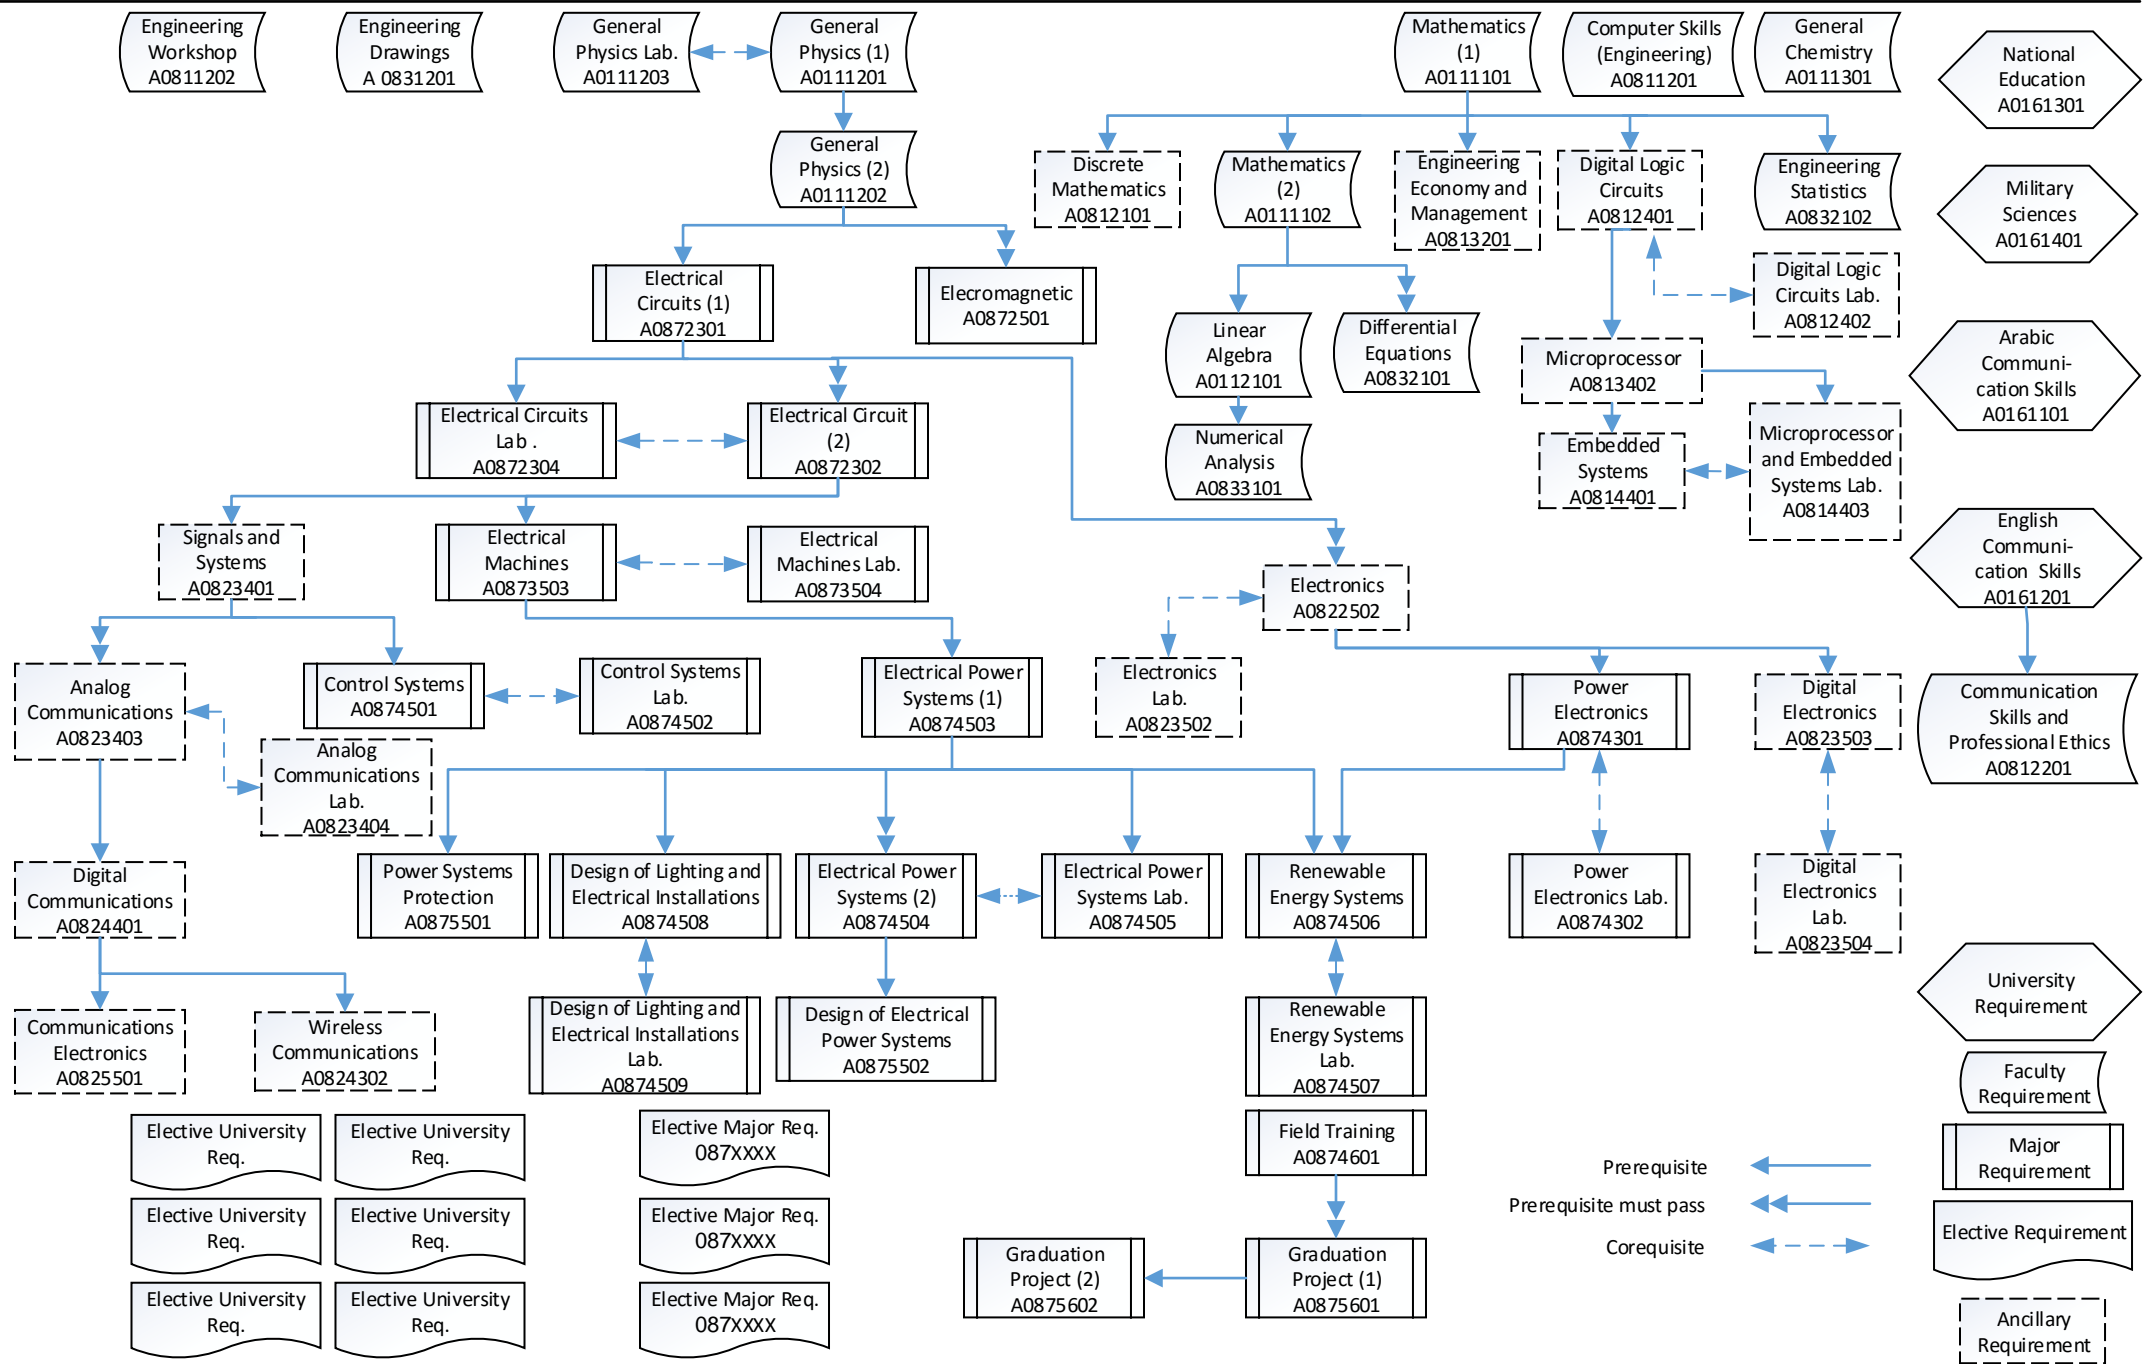 Engineering
Workshop
A0811202
Engineering
Drawings
A 0831201
General
Physics Lab.
A0111203
General
Physics (1)
A0111201
Mathematics
(1)
A0111101
Computer Skills
(Engineering)
A0811201
General
Chemistry
A0111301
National
Education
A0161301
General
Physics (2)
A0111202
Discrete
Mathematics
A0812101
Mathematics
(2)
A0111102
Engineering
Economy and
Management
A0813201
Digital Logic
Circuits
A0812401
Engineering
Statistics
A0832102
Military
Sciences
A0161401
Electrical
Circuits (1)
A0872301
Elecromagnetic
A0872501
Digital Logic
Circuits Lab.
A0812402
Linear
Algebra
A0112101
Differential
Equations
A0832101
Microprocessor
A0813402
Arabic
Communi-
cation Skills
A0161101
Electrical Circuits
Lab .
A0872304
Electrical Circuit
(2)
A0872302
Numerical
Analysis
A0833101
Embedded
Systems
A0814401
Microprocessor
and Embedded
Systems Lab.
A0814403
Signals and
Systems
A0823401
Electrical
Machines
A0873503
Electrical
Machines Lab.
A0873504
Electronics
A0822502
English
Communi-
cation  Skills
A0161201
Analog
Communications
A0823403
Control Systems
A0874501
Control Systems
Lab.
A0874502
Electrical Power
Systems (1)
A0874503
Electronics
Lab.
A0823502
Power
Electronics
A0874301
Digital
Electronics
A0823503
Communication
Skills and
Professional Ethics
A0812201
Analog
Communications
Lab.
A0823404
Digital
Communications
A0824401
Power Systems
Protection
A0875501
Design of Lighting and
Electrical Installations
A0874508
Electrical Power
Systems (2)
A0874504
Electrical Power
Systems Lab.
A0874505
Renewable
Energy Systems
A0874506
Power
Electronics Lab.
A0874302
Digital
Electronics
Lab.
A0823504
University
Requirement
Communications
Electronics
A0825501
Wireless
Communications
A0824302
Design of Lighting and
Electrical Installations
Lab.
A0874509
Design of Electrical
Power Systems
A0875502
Renewable
Energy Systems
Lab.
A0874507
Faculty
Requirement
Elective University
Req.
Elective University
Req.
Elective Major Req.
087XXXX
Field Training
A0874601
Prerequisite
Major
Requirement
Elective University
Req.
Elective University
Req.
Elective Major Req.
087XXXX
Prerequisite must pass
Elective Requirement
Corequisite
Graduation
Project (2)
A0875602
Graduation
Project (1)
A0875601
Elective University
Req.
Elective University
Req.
Elective Major Req.
087XXXX
Ancillary
Requirement